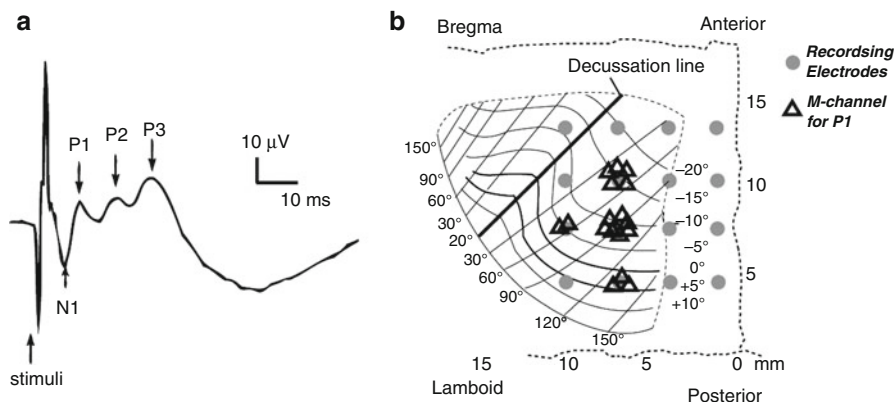 a
P1
P2
P3
N1
stimuli
10 μV
10 ms
b
Bregma
Anterior
Decussation line
Recordsing
Electrodes
M-channel
for P1
150°
90°
60°
30°
20°
30°
60°
90°
120°
150°
–20°
–15°
–10°
–5°
0°
+5°
+10°
15
10
5
15
10
5
0 mm
Lamboid
Posterior